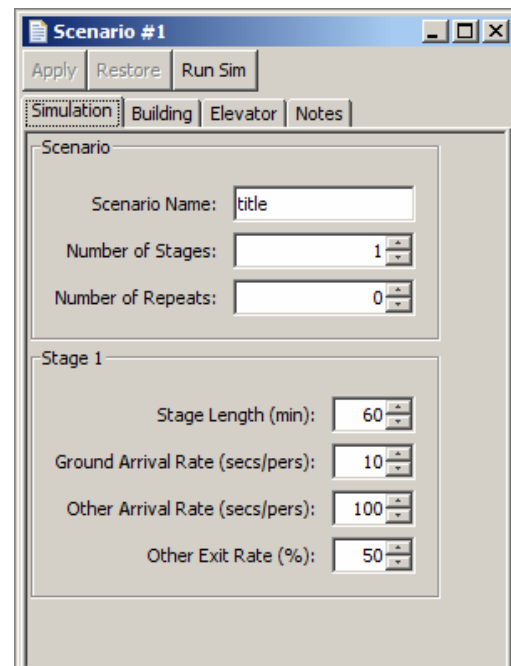 Scenario #1
Apply Restore Run Sim
Simulation Building Elevator Notes
Scenario
Scenario Name: title
Number of Stages: 1
Number of Repeats: 0
Stage 1
Stage Length (min): 60
Ground Arrival Rate (secs/pers): 10
Other Arrival Rate (secs/pers): 100
Other Exit Rate (%): 50